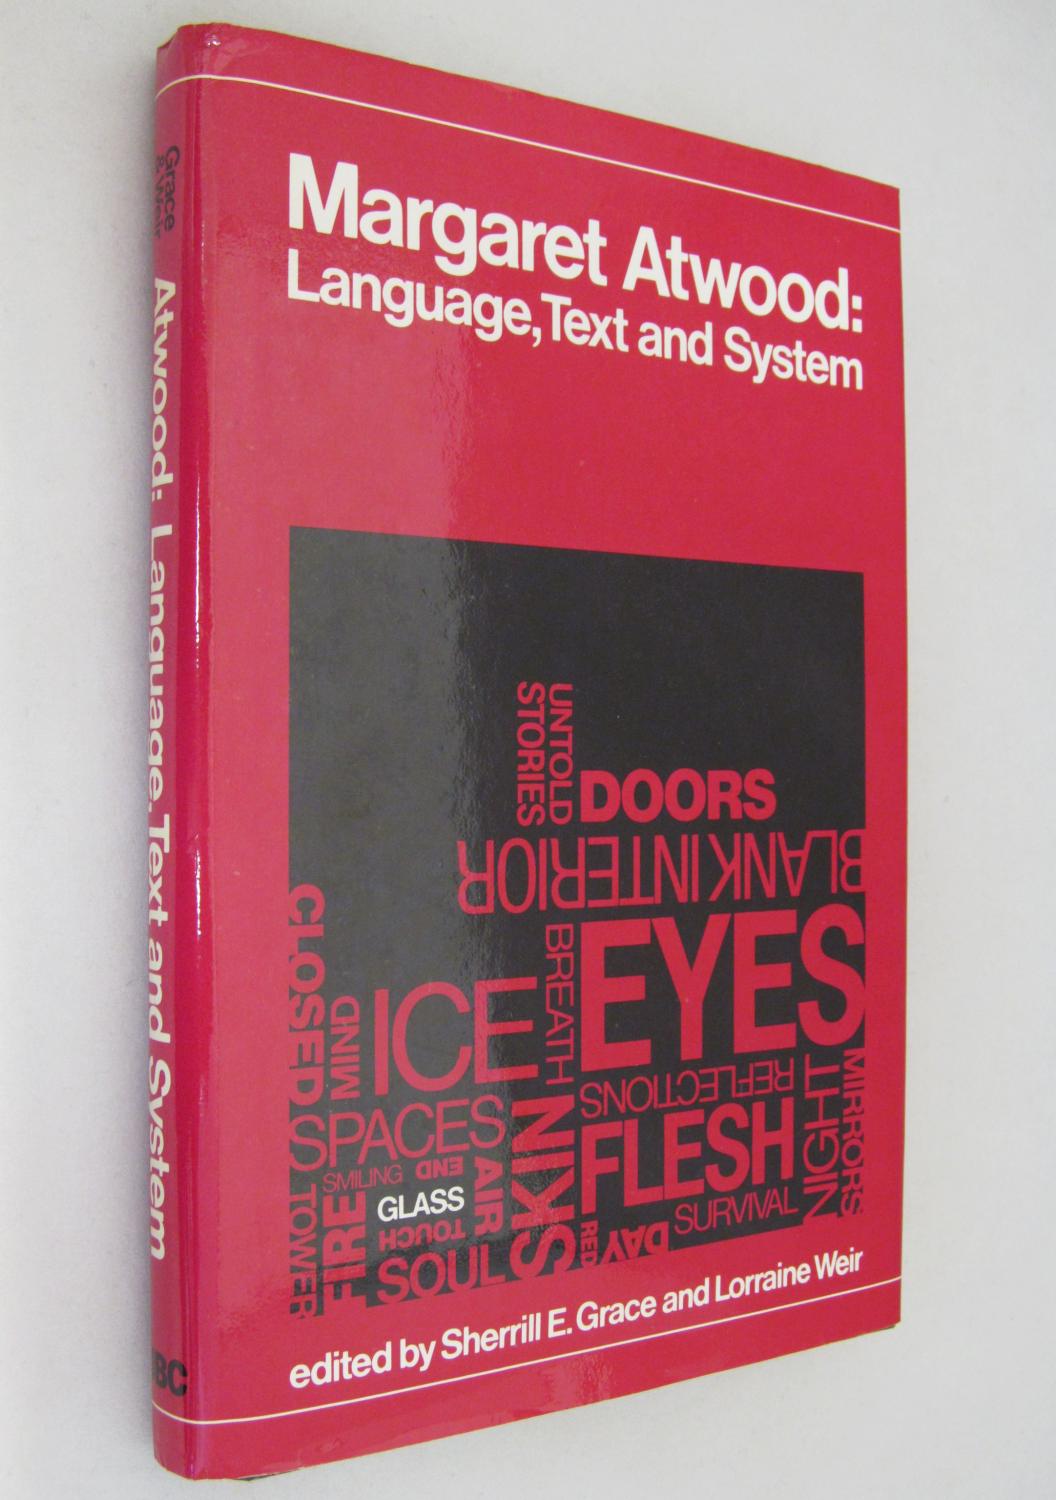 Margaret Atwood:
Language, Text and System
UNTOLD
STORIES
DOORS
BLANK INTERIOR
CLOSED
MIND
ICE
BREATH
EYES
SPACES
SKIN
REFLECTIONS
NIGHT
MIRRORS
FLESH
SMILING
END
AIR
TOWER
FIRE
GLASS
TOUCH
SOUL
RED
DAY
SURVIVAL
edited by Sherrill E. Grace and Lorraine Weir
Grace
& Weir
Atwood: Language, Text and System
BC